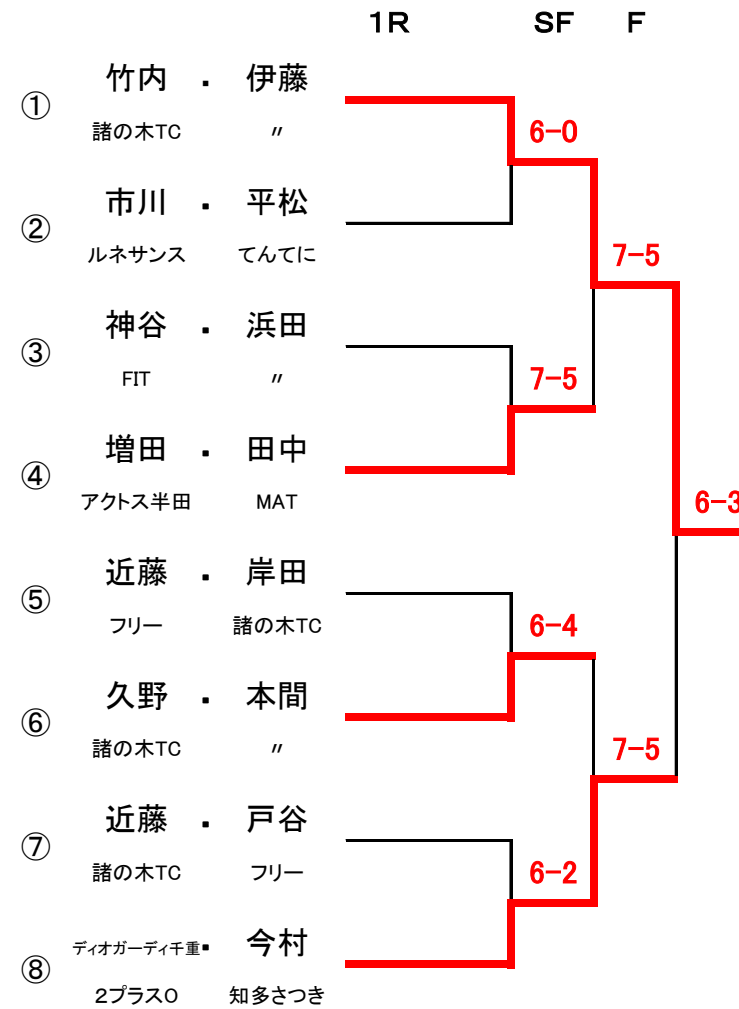 1R SF F
① 竹内 ・ 伊藤
諸の木TC 〃
6-0
② 市川 ・ 平松
ルネサンス てんてに
7-5
③ 神谷 ・ 浜田
FIT 〃
7-5
④ 増田 ・ 田中
アクトス半田 MAT
6-3
⑤ 近藤 ・ 岸田
フリー 諸の木TC
6-4
⑥ 久野 ・ 本間
諸の木TC 〃
7-5
⑦ 近藤 ・ 戸谷
諸の木TC フリー
6-2
⑧ ディオガーディ千重・ 今村
2プラスO 知多さつき